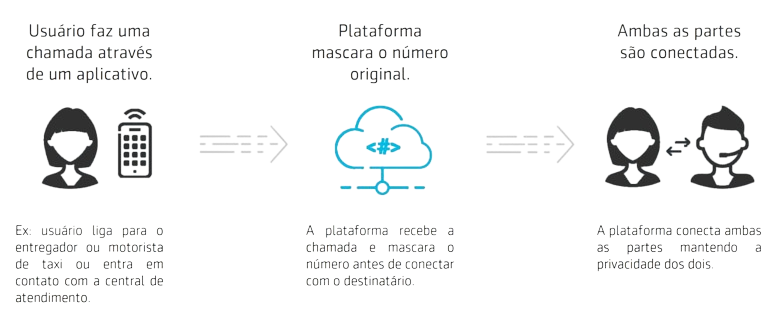 Usuário faz uma
chamada através
de um aplicativo.
Plataforma
mascara o número
original.
Ambas as partes
são conectadas.
<#>
Ex: usuário liga para o
entregador ou motorista
de taxi ou entra em
contato com a central de
atendimento.
A plataforma recebe a
chamada e mascara o
número antes de conectar
com o destinatário.
A plataforma conecta ambas
as partes mantendo a
privacidade dos dois.